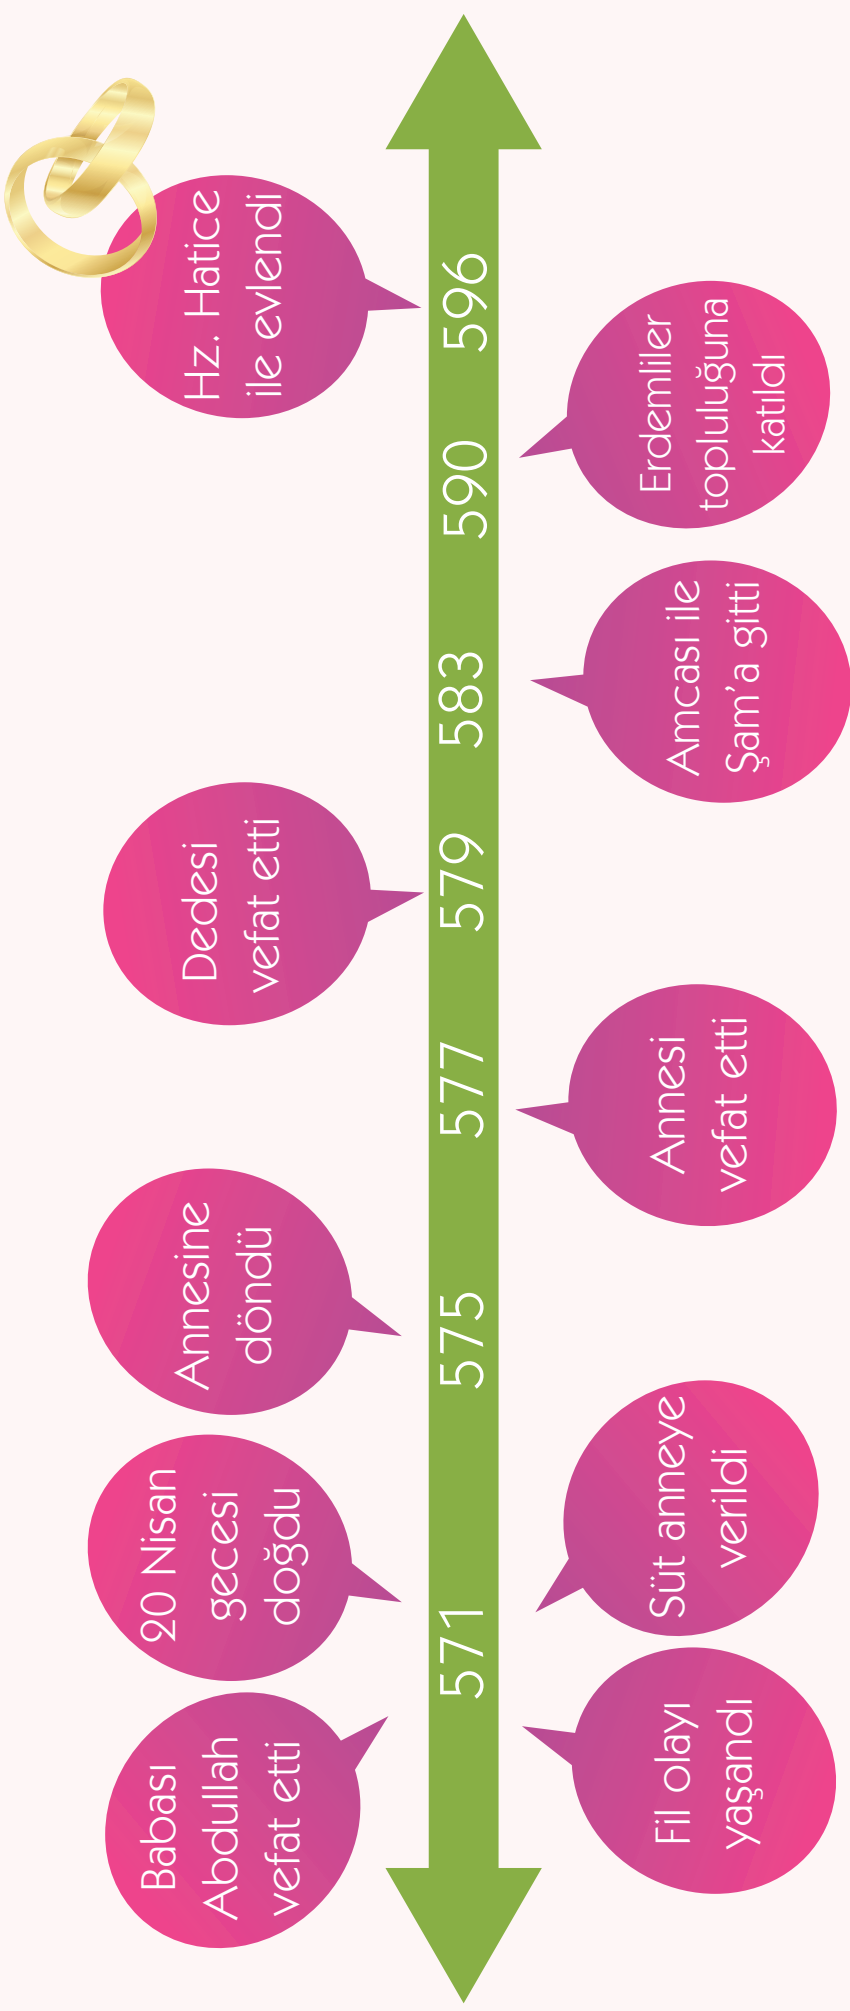 Babası
Abdullah
vefat etti
20 Nisan
gecesi
doğdu
Annesine
döndü
Dedesi
vefat etti
Hz. Hatice
ile evlendi
571
575
577
579
583
590
596
Fil olayı
yaşandı
Süt anneye
verildi
Annesi
vefat etti
Amcası ile
Şam'a gitti
Erdemliler
topluluğuna
katıldı